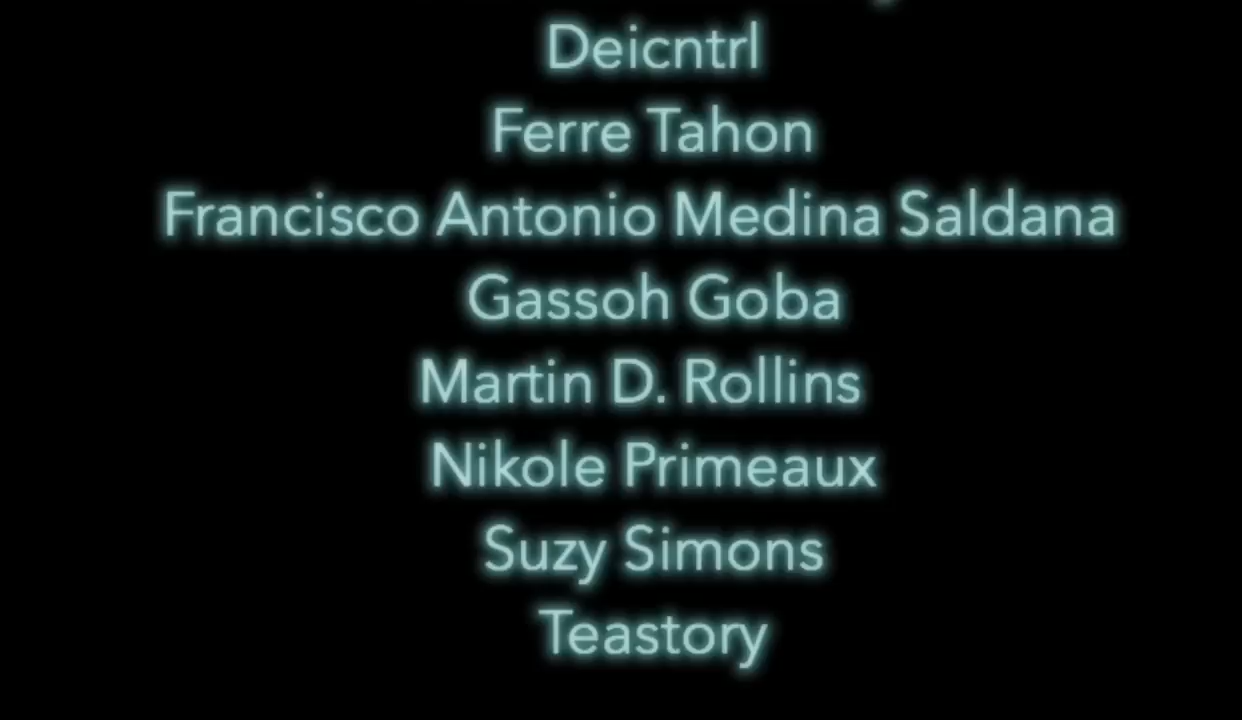 Deicntrl
Ferre Tahon
Francisco Antonio Medina Saldana
Gassoh Goba
Martin D. Rollins
Nikole Primeaux
Suzy Simons
Teastory